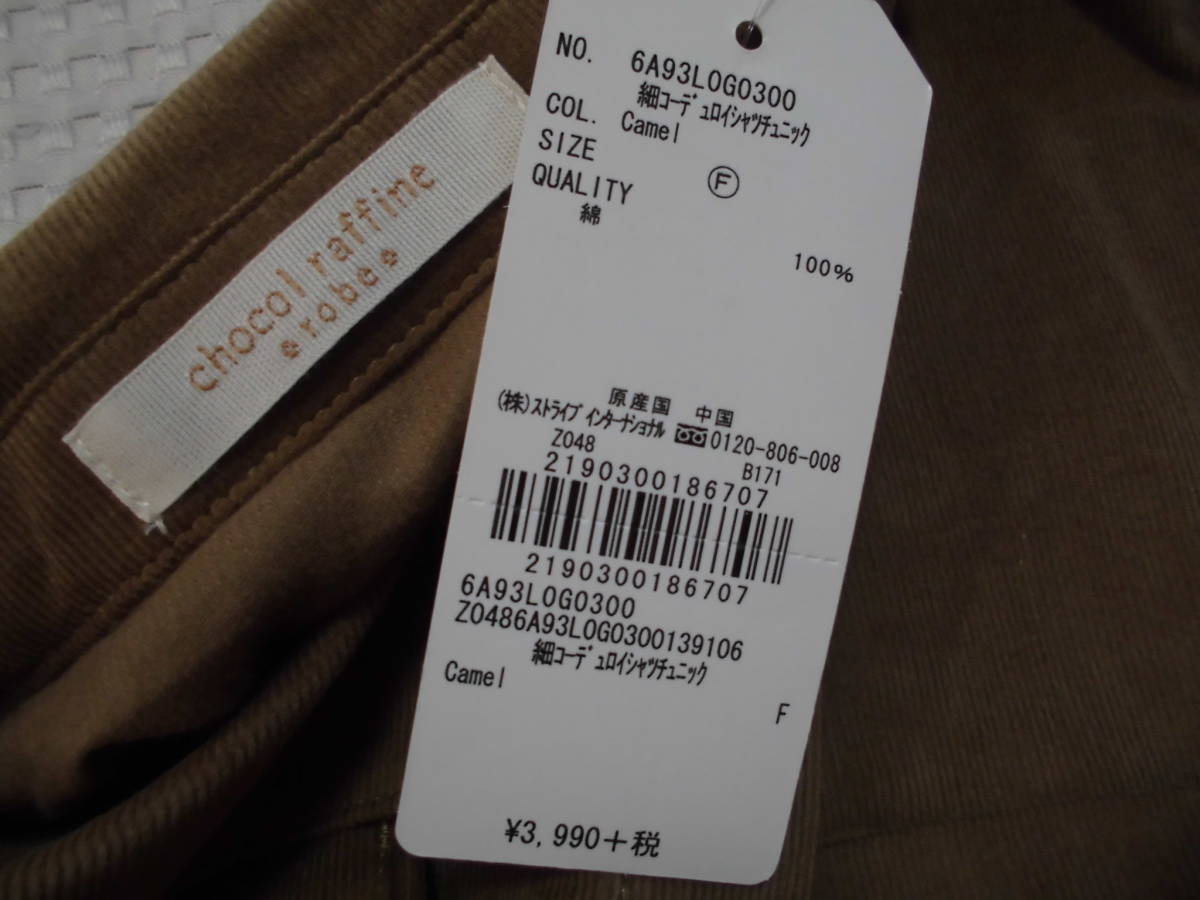 chocol raffine
robe
NO. 6A93L0G0300
細コーデュロイシャツチュニック
COL. Camel
SIZE F
QUALITY
綿 100%
原産国 中国
(株)ストライプインターナショナル 0120-806-008
Z048 B171
2190300186707
2190300186707
6A93L0G0300
Z0486A93L0G0300139106
細コーデュロイシャツチュニック
Camel F
¥3,990+税